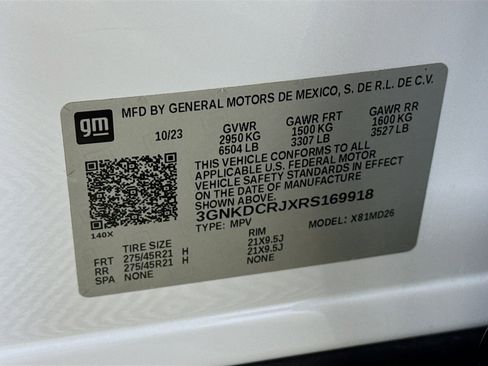 gm
MFD BY GENERAL MOTORS DE MEXICO, S. DE R.L. DE C.V.
10/23 GVWR GAWR FRT GAWR RR
2950 KG 1500 KG 1600 KG
6504 LB 3307 LB 3527 LB
THIS VEHICLE CONFORMS TO ALL
APPLICABLE U.S. FEDERAL MOTOR
VEHICLE SAFETY STANDARDS IN EFFECT
ON THE DATE OF MANUFACTURE SHOWN ABOVE.
3GNKDCRJXRS169918
140X TYPE: MPV MODEL: X81MD26
TIRE SIZE RIM
FRT 275/45R21 H 21X9.5J
RR 275/45R21 H 21X9.5J
SPA NONE NONE